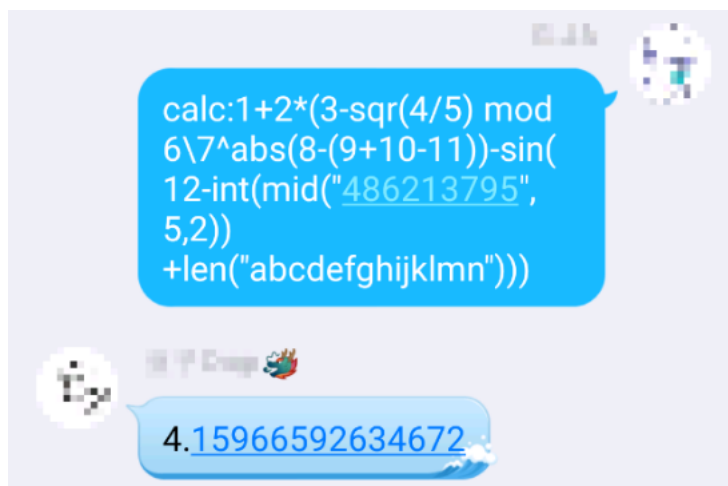 calc:1+2*(3-sqr(4/5) mod
6\7^abs(8-(9+10-11))-sin(
12-int(mid("486213795",
5,2))
+len("abcdefghijklmn")))
4.15966592634672